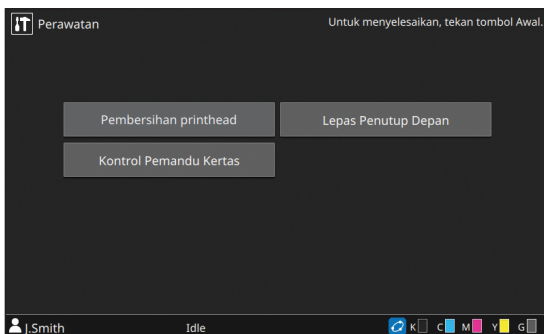 Perawatan
Untuk menyelesaikan, tekan tombol Awal.
Pembersihan printhead
Lepas Penutup Depan
Kontrol Pemandu Kertas
J.Smith
Idle
K C M Y G